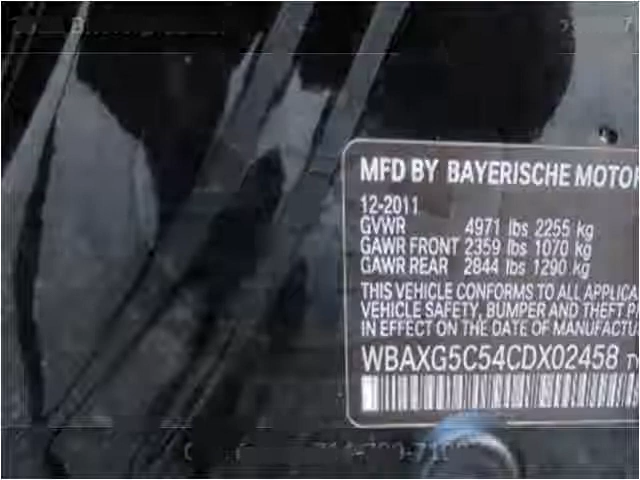 MFD BY BAYERISCHE MOTOR
12-2011
GVWR 4971 lbs 2255 kg
GAWR FRONT 2359 lbs 1070 kg
GAWR REAR 2844 lbs 1290 kg
THIS VEHICLE CONFORMS TO ALL APPLICA
VEHICLE SAFETY, BUMPER AND THEFT P
IN EFFECT ON THE DATE OF MANUFACTU
WBAXG5C54CDX02458 TY